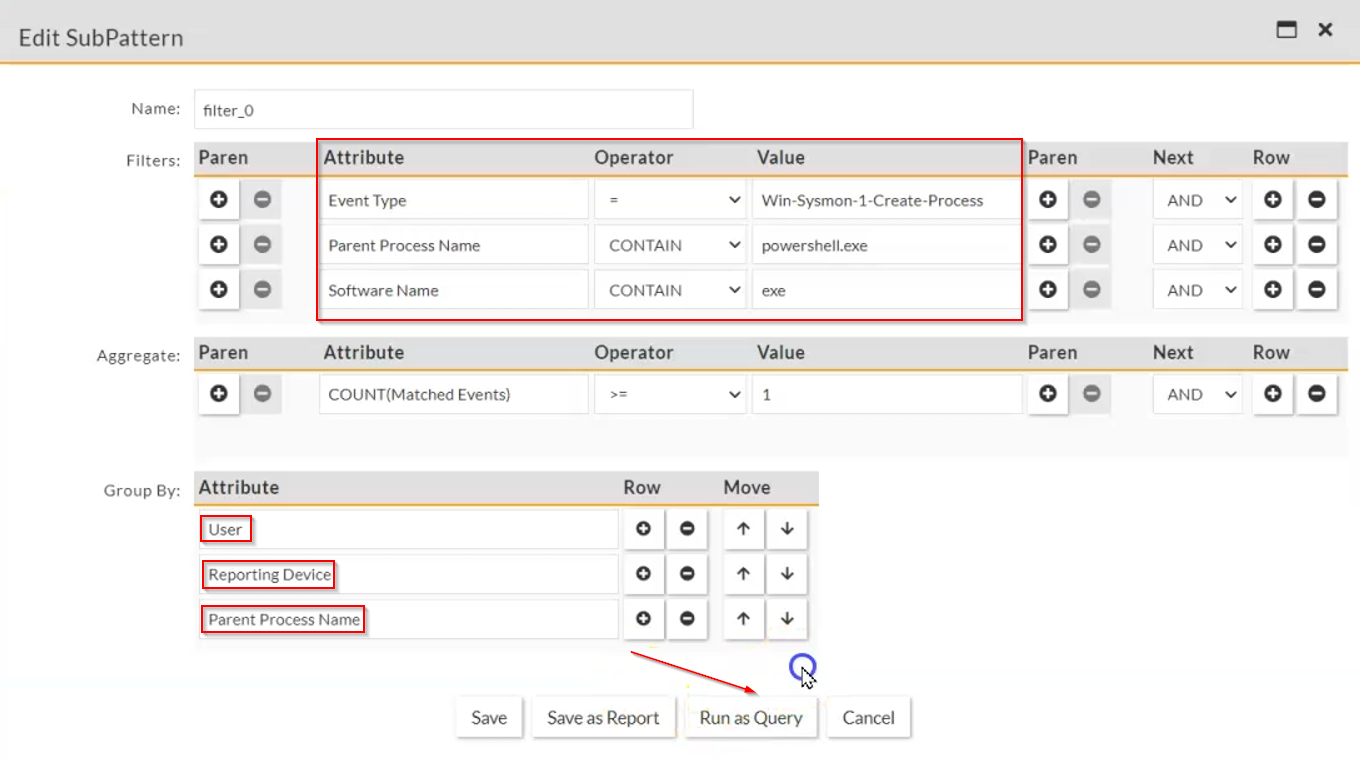 Edit SubPattern
Name: filter_0
Filters: Paren Attribute Operator Value Paren Next Row
Event Type = Win-Sysmon-1-Create-Process AND
Parent Process Name CONTAIN powershell.exe AND
Software Name CONTAIN exe AND
Aggregate: Paren Attribute Operator Value Paren Next Row
COUNT(Matched Events) >= 1 AND
Group By: Attribute Row Move
User
Reporting Device
Parent Process Name
Save Save as Report Run as Query Cancel